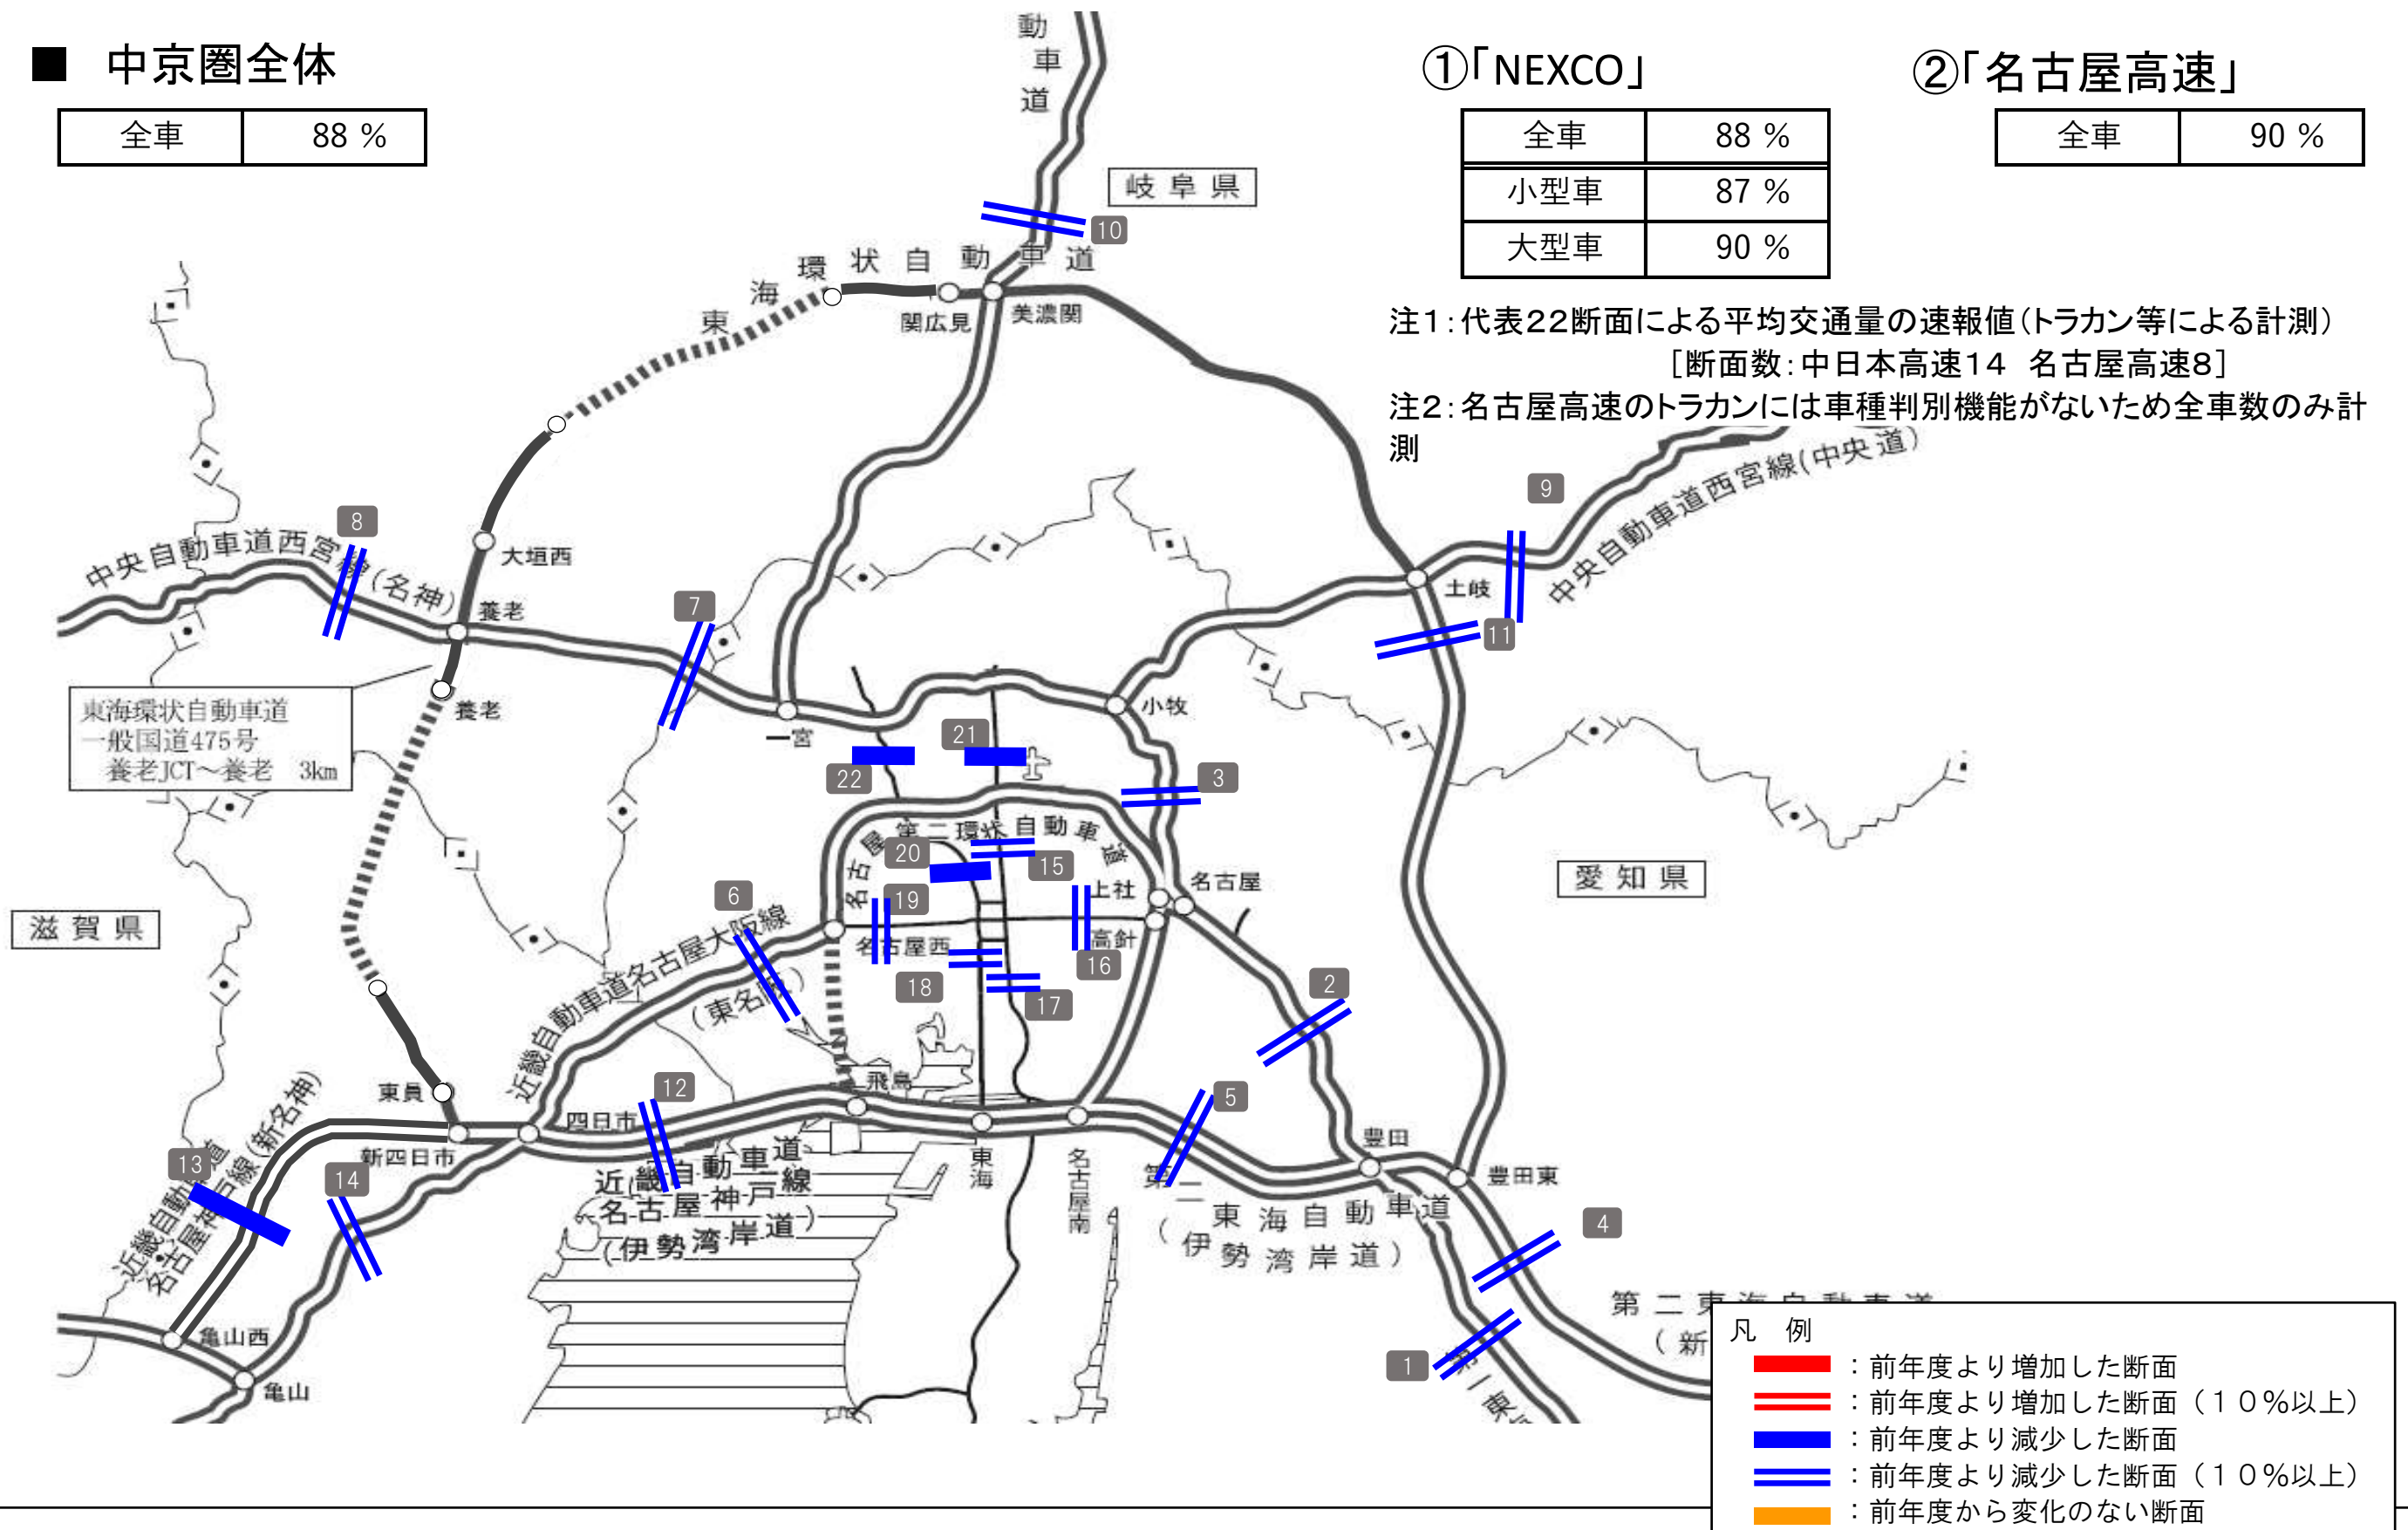 ■ 中京圏全体
全車 88 %
①「NEXCO」
全車 88 %
小型車 87 %
大型車 90 %
②「名古屋高速」
全車 90 %
注1：代表22断面による平均交通量の速報値（トラカン等による計測）
［断面数：中日本高速14 名古屋高速8］
注2：名古屋高速のトラカンには車種判別機能がないため全車数のみ計
測
動車道
岐阜県
10
東海環状自動車道
関広見
美濃関
9
中央自動車道西宮線(中央道)
8
中央自動車道西宮線(名神)
大垣西
養老
7
土岐
11
東海環状自動車道
一般国道475号
養老JCT～養老 3km
養老
一宮
小牧
21
22
3
名古屋第二環状自動車道
20
15
19
上社
名古屋
愛知県
滋賀県
6
近畿自動車道名古屋大阪線
(東名阪)
名古屋西
高針
16
18
17
2
東員
飛島
12
5
四日市
新四日市
近畿自動車道
名古屋神戸線(新名神)
13
14
近畿自動車道
名古屋神戸線
(伊勢湾岸道)
東海
名古屋南
豊田
豊田東
第二東海自動車道
(伊勢湾岸道)
4
亀山西
亀山
1
第一東
第二東海自動車道
(新
凡 例
：前年度より増加した断面
：前年度より増加した断面（１０％以上）
：前年度より減少した断面
：前年度より減少した断面（１０％以上）
：前年度から変化のない断面